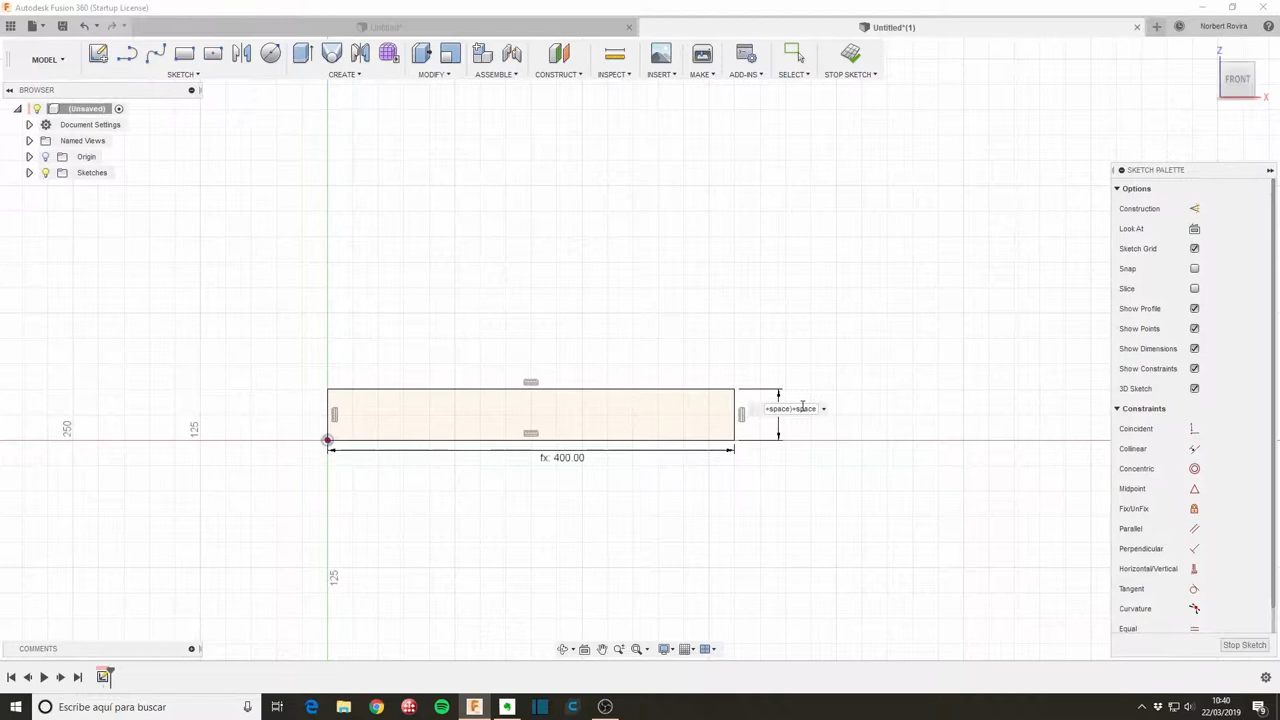 Autodesk Fusion 360 (Startup License)
Untitled*
Untitled*(1)
Norbert Rovira
MODEL
SKETCH
CREATE
MODIFY
ASSEMBLE
CONSTRUCT
INSPECT
INSERT
MAKE
ADD-INS
SELECT
STOP SKETCH
Z
FRONT
X
BROWSER
(Unsaved)
Document Settings
Named Views
Origin
Sketches
SKETCH PALETTE
Options
Construction
Look At
Sketch Grid
Snap
Slice
Show Profile
Show Points
Show Dimensions
Show Constraints
3D Sketch
Constraints
Coincident
Collinear
Concentric
Midpoint
Fix/UnFix
Parallel
Perpendicular
Horizontal/Vertical
Tangent
Curvature
Equal
Stop Sketch
250
125
+space)+space
fx: 400.00
125
COMMENTS
Escribe aquí para buscar
10:40
22/03/2019